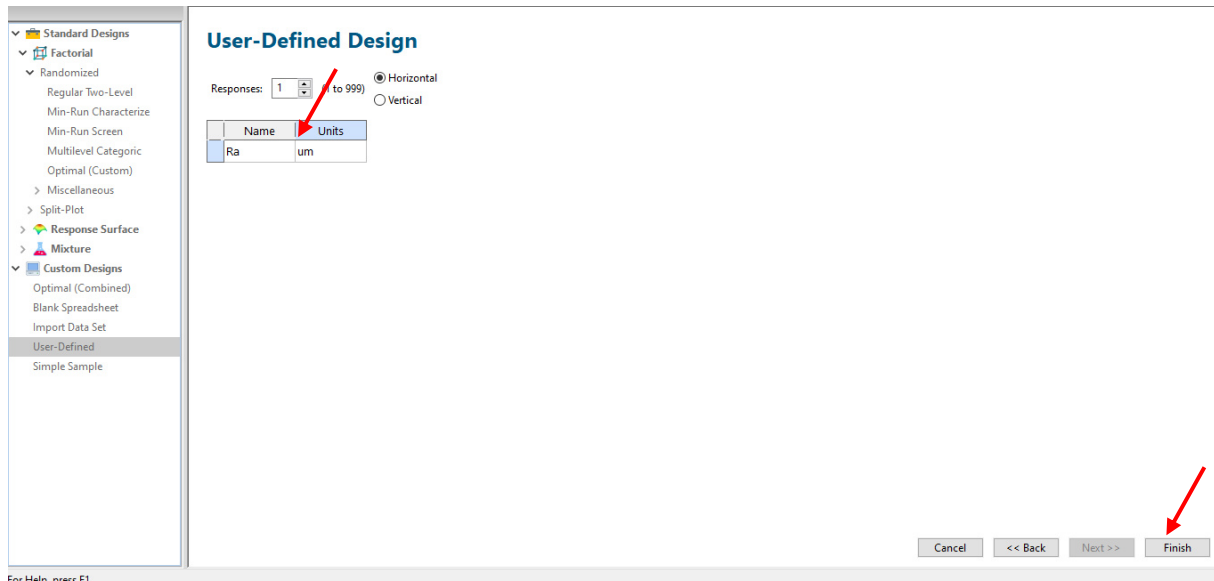 Standard Designs
Factorial
Randomized
Regular Two-Level
Min-Run Characterize
Min-Run Screen
Multilevel Categoric
Optimal (Custom)
Miscellaneous
Split-Plot
Response Surface
Mixture
Custom Designs
Optimal (Combined)
Blank Spreadsheet
Import Data Set
User-Defined
Simple Sample
User-Defined Design
Responses: 1 to 999)
Horizontal
Vertical
Name Units
Ra um
Cancel << Back Next >> Finish
For Help, press F1